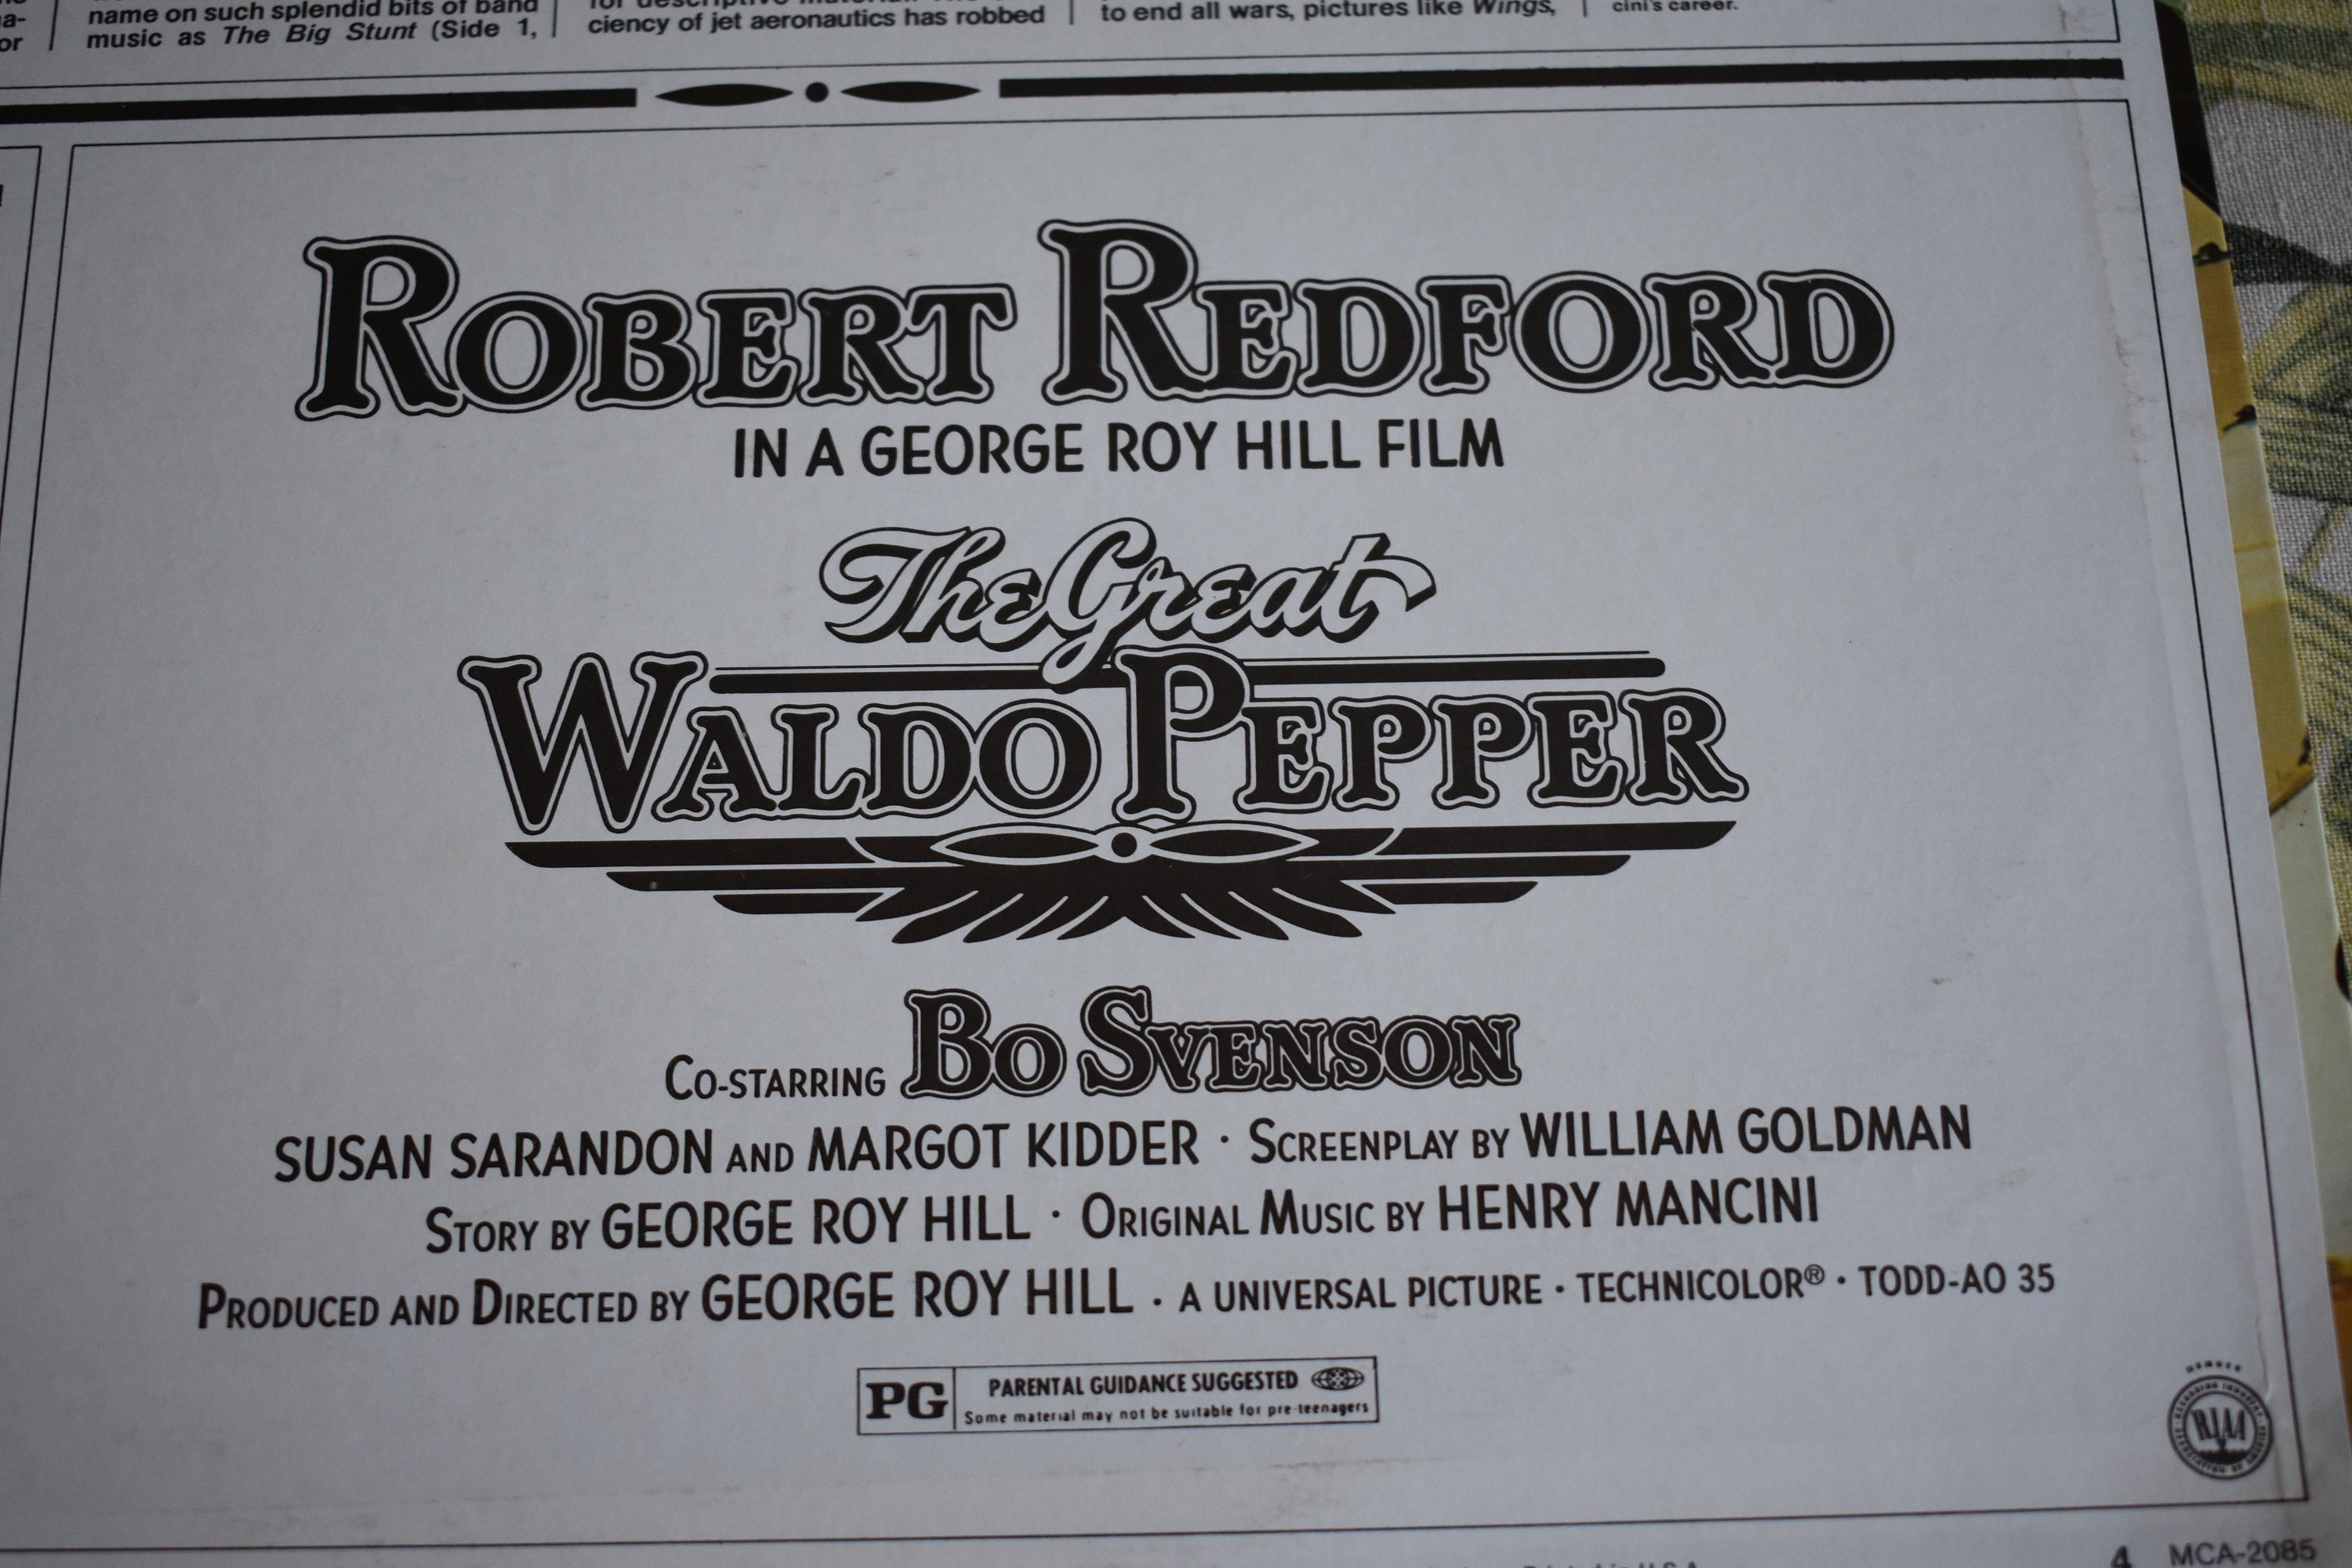 name on such splendid bits of band
music as The Big Stunt (Side 1,
ciency of jet aeronautics has robbed
to end all wars, pictures like Wings,
cini's career.
ROBERT REDFORD
IN A GEORGE ROY HILL FILM
The Great
WALDO PEPPER
CO-STARRING BO SVENSON
SUSAN SARANDON AND MARGOT KIDDER · SCREENPLAY BY WILLIAM GOLDMAN
STORY BY GEORGE ROY HILL · ORIGINAL MUSIC BY HENRY MANCINI
PRODUCED AND DIRECTED BY GEORGE ROY HILL · A UNIVERSAL PICTURE · TECHNICOLOR® · TODD-AO 35
PG PARENTAL GUIDANCE SUGGESTED
Some material may not be suitable for pre-teenagers
RIAA
4 MCA-2085